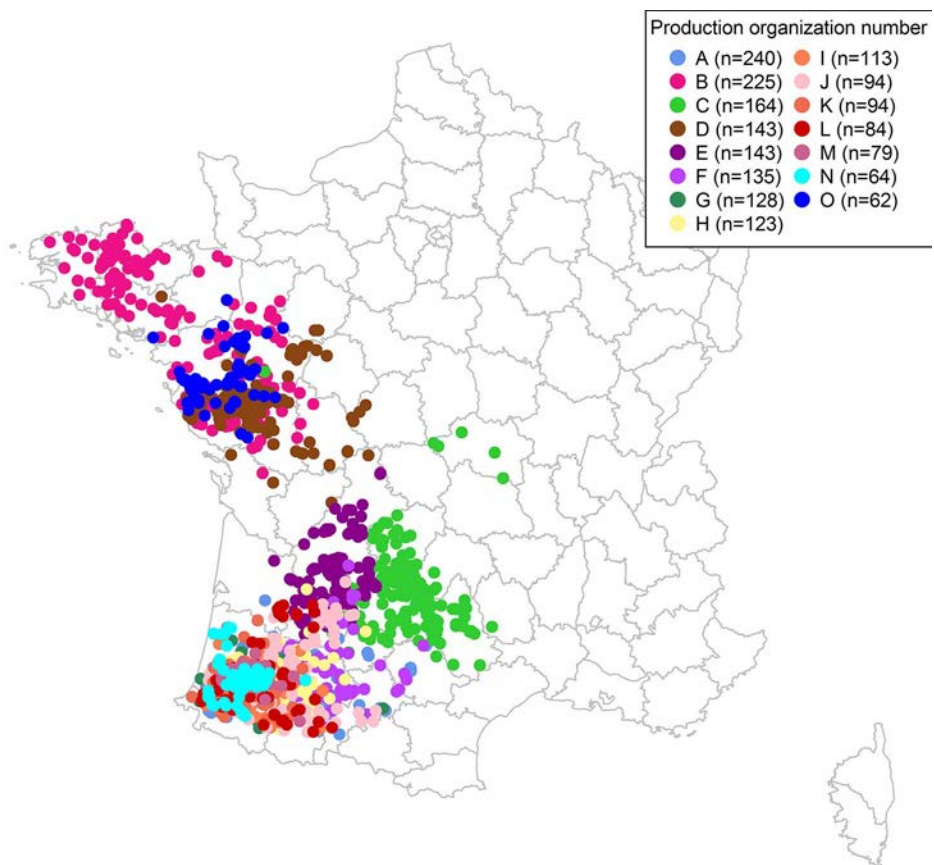 Production organization number
A (n=240) I (n=113)
B (n=225) J (n=94)
C (n=164) K (n=94)
D (n=143) L (n=84)
E (n=143) M (n=79)
F (n=135) N (n=64)
G (n=128) O (n=62)
H (n=123)